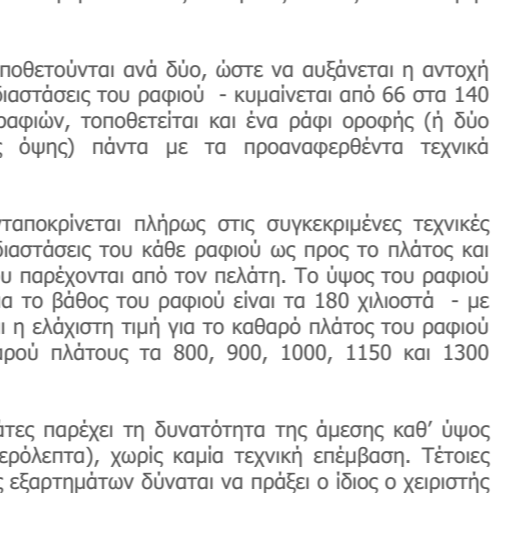 ποθετούνται ανά δύο, ώστε να αυξάνεται η αντοχή
διαστάσεις του ραφιού - κυμαίνεται από 66 στα 140
ραφιών, τοποθετείται και ένα ράφι οροφής (ή δύο
ς όψης) πάντα με τα προαναφερθέντα τεχνικά
νταποκρίνεται πλήρως στις συγκεκριμένες τεχνικές
διαστάσεις του κάθε ραφιού ως προς το πλάτος και
υ παρέχονται από τον πελάτη. Το ύψος του ραφιού
ια το βάθος του ραφιού είναι τα 180 χιλιοστά - με
ι η ελάχιστη τιμή για το καθαρό πλάτος του ραφιού
αρού πλάτους τα 800, 900, 1000, 1150 και 1300
άτες παρέχει τη δυνατότητα της άμεσης καθ’ ύψος
ερόλεπτα), χωρίς καμία τεχνική επέμβαση. Τέτοιες
ς εξαρτημάτων δύναται να πράξει ο ίδιος ο χειριστής